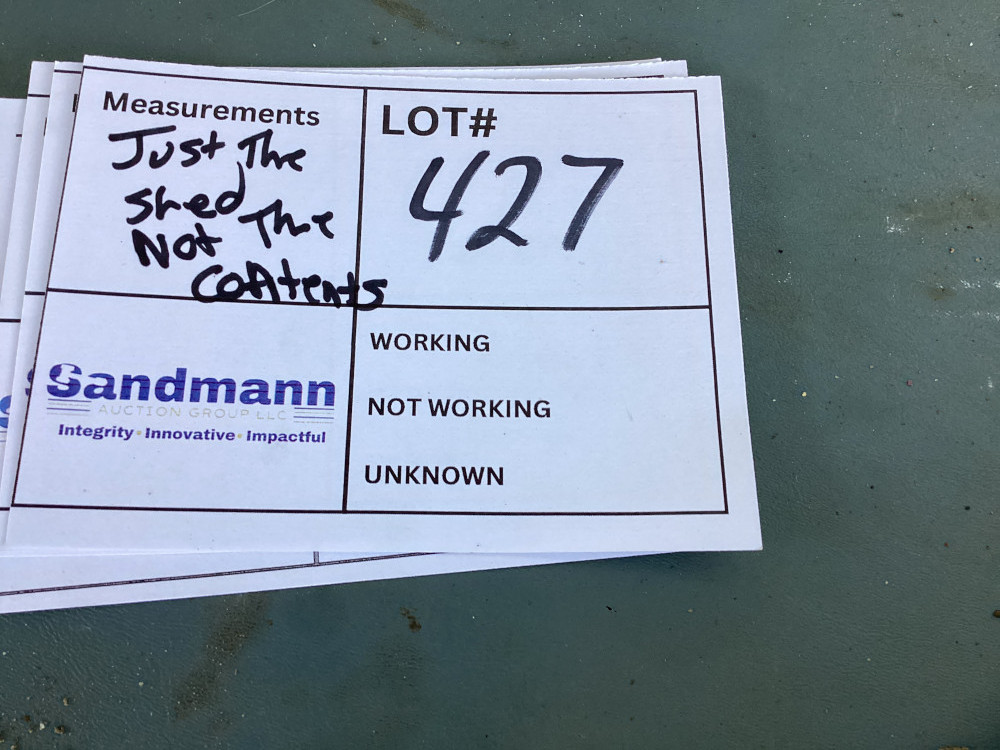 Measurements
Just The
Shed The
Not
Contents
LOT#
427
Sandmann
AUCTION GROUP LLC
Integrity • Innovative • Impactful
WORKING
NOT WORKING
UNKNOWN